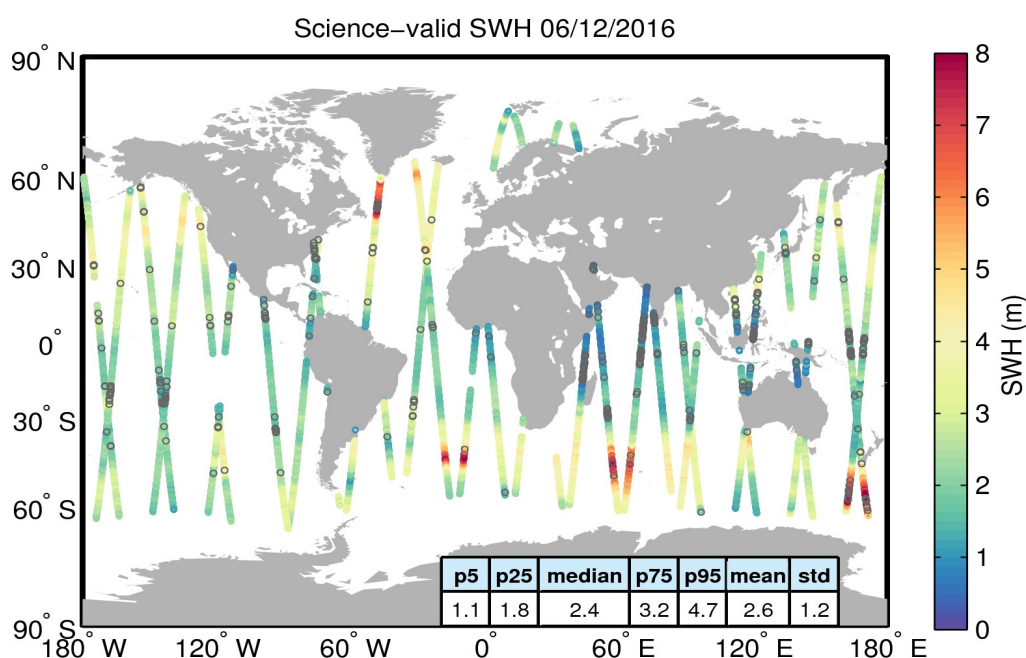 Science−valid SWH 06/12/2016
90° N
60° N
30° N
0°
30° S
60° S
90° S
180° W
120° W
60° W
0°
60° E
120° E
180° E
8
7
6
5
4
3
2
1
0
SWH (m)
p5 p25 median p75 p95 mean std
1.1 1.8 2.4 3.2 4.7 2.6 1.2